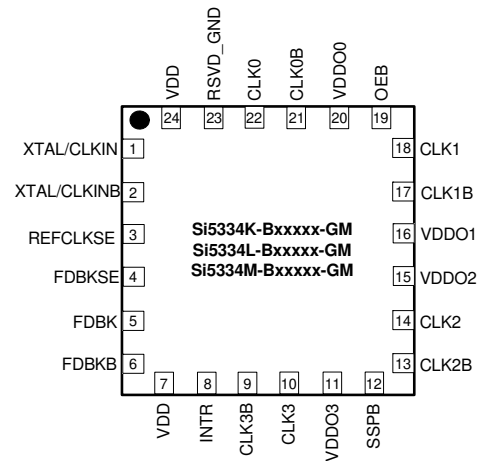 VDD
RSVD_GND
CLK0
CLK0B
VDDO0
OEB
24
23
22
21
20
19
XTAL/CLKIN 1
XTAL/CLKINB 2
REFCLKSE 3
FDBKSE 4
FDBK 5
FDBKB 6
Si5334K-Bxxxxx-GM
Si5334L-Bxxxxx-GM
Si5334M-Bxxxxx-GM
18 CLK1
17 CLK1B
16 VDDO1
15 VDDO2
14 CLK2
13 CLK2B
7
8
9
10
11
12
VDD
INTR
CLK3B
CLK3
VDDO3
SSPB